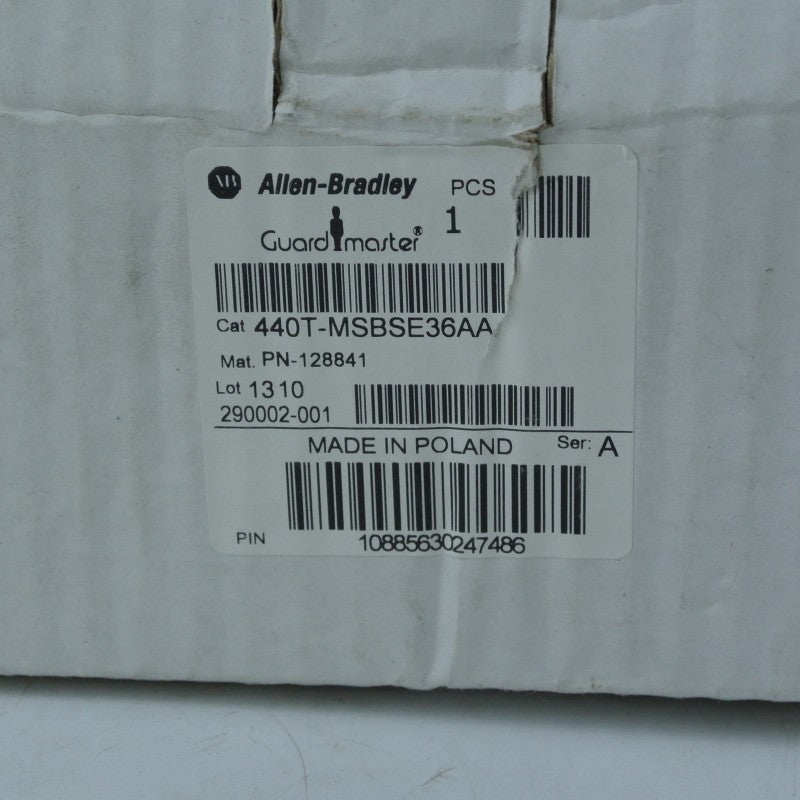 AB Allen-Bradley PCS
Guardmaster® 1
Cat 440T-MSBSE36AA
Mat. PN-128841
Lot 1310
290002-001
MADE IN POLAND Ser: A
PIN 10885630247486